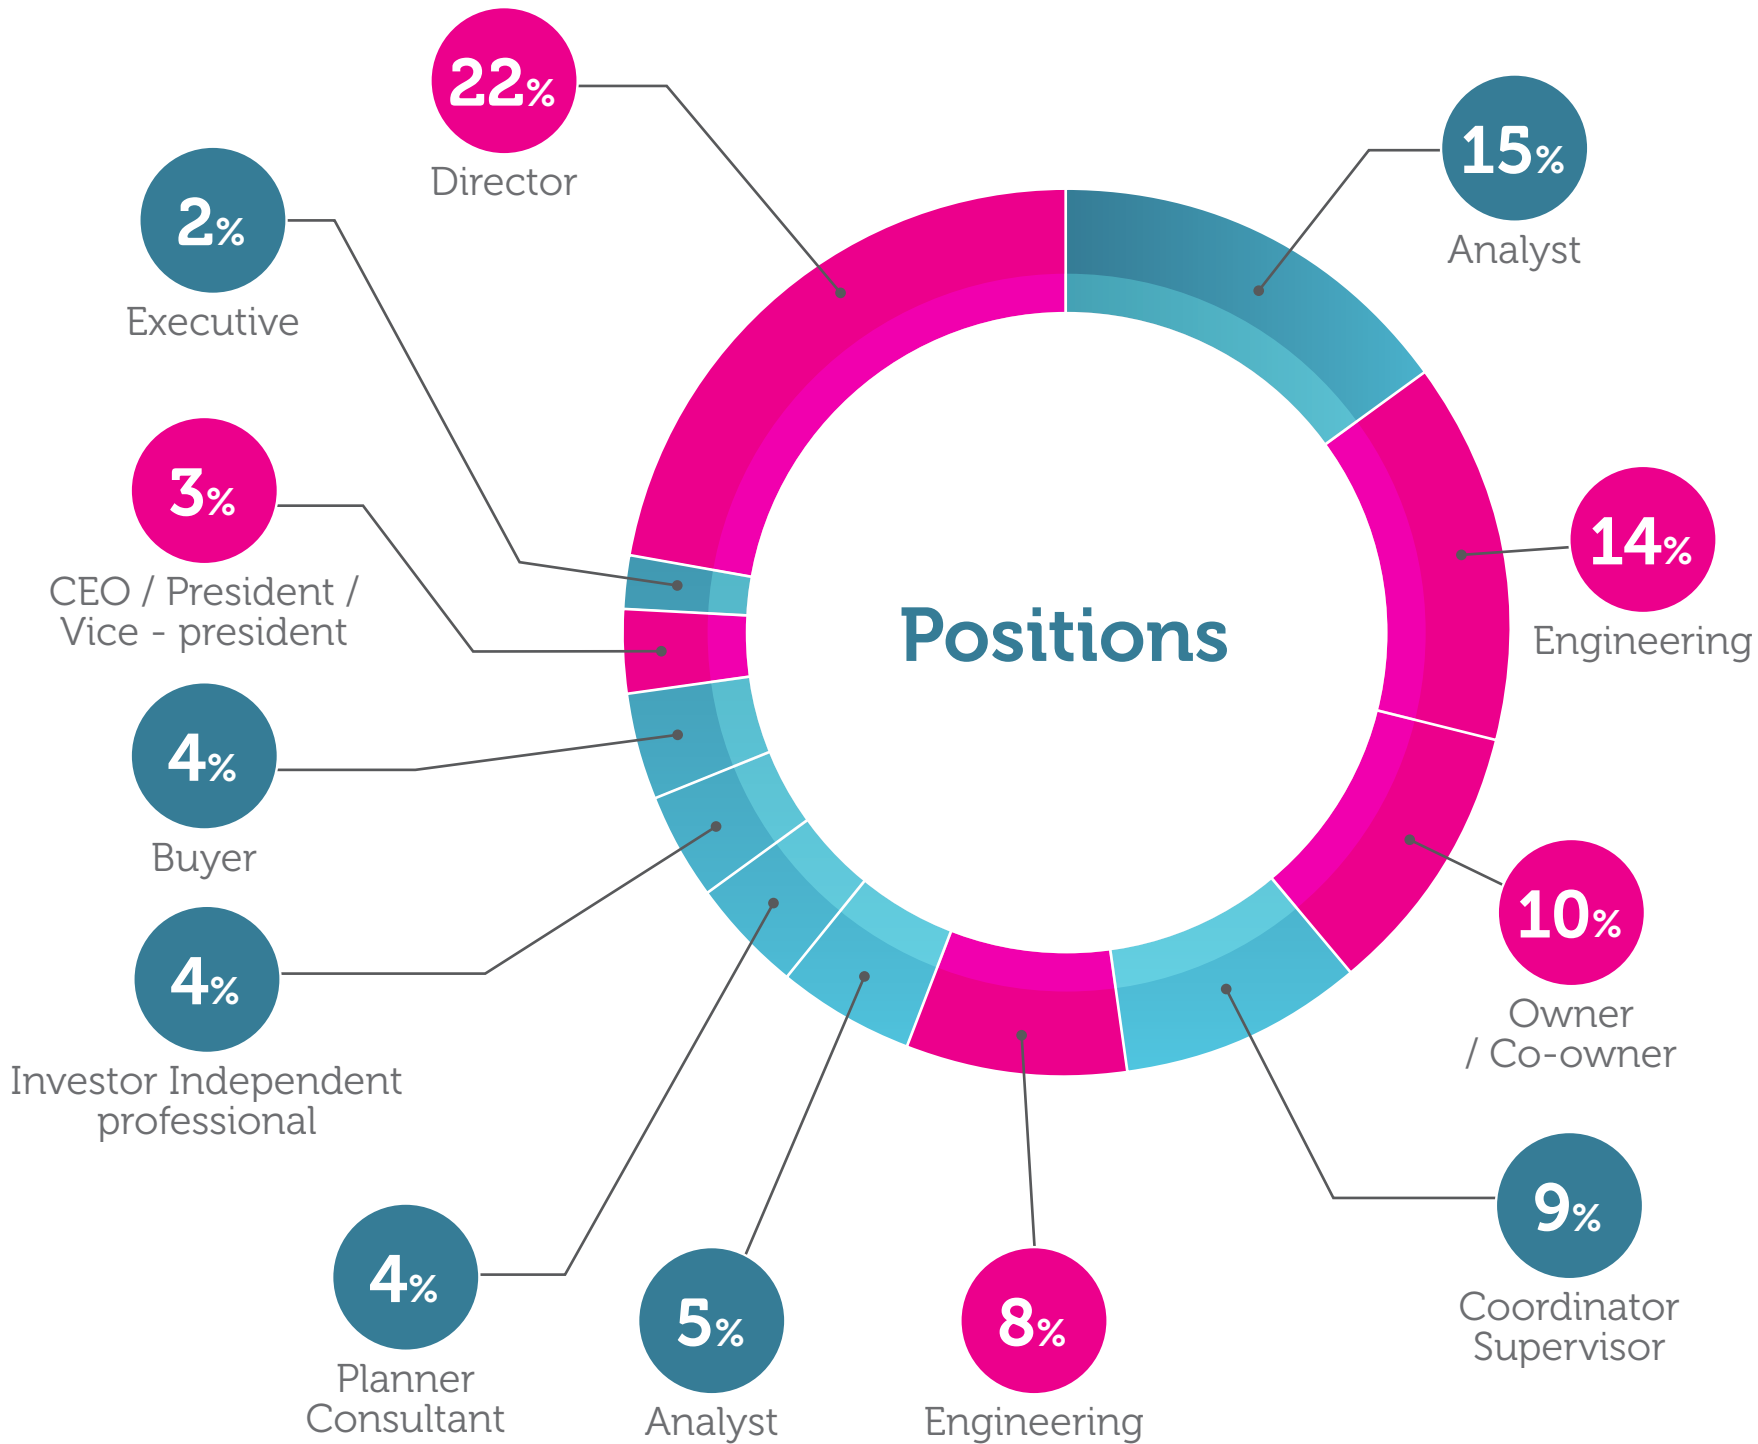 22%
Director
15%
Analyst
2%
Executive
3%
CEO / President /
Vice - president
14%
Engineering
Positions
4%
Buyer
10%
Owner
/ Co-owner
4%
Investor Independent
professional
9%
Coordinator
Supervisor
4%
Planner
Consultant
5%
Analyst
8%
Engineering